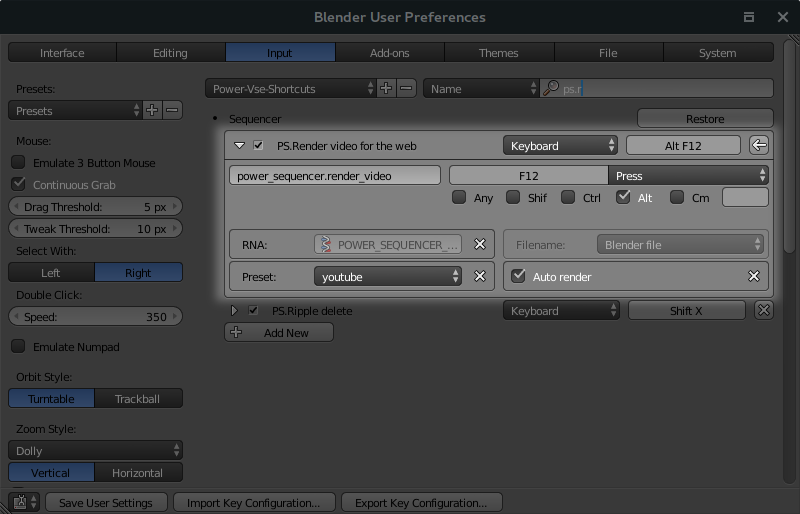 Blender User Preferences
Interface Editing Input Add-ons Themes File System
Presets:
Power-Vse-Shortcuts Name ps.r
Presets
Sequencer Restore
Mouse:
PS.Render video for the web Keyboard Alt F12
Emulate 3 Button Mouse
power_sequencer.render_video F12 Press
Continuous Grab
Any Shif Ctrl Alt Cm
Drag Threshold: 5 px
Tweak Threshold: 10 px
RNA: POWER_SEQUENCER_... Filename: Blender file
Select With:
Left Right
Preset: youtube Auto render
Double Click:
PS.Ripple delete Keyboard Shift X
Speed: 350
Add New
Emulate Numpad
Orbit Style:
Turntable Trackball
Zoom Style:
Dolly
Vertical Horizontal
Save User Settings Import Key Configuration... Export Key Configuration...